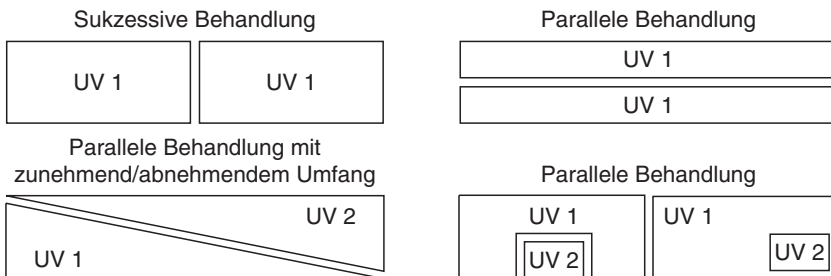 Sukzessive Behandlung
UV 1
UV 1
Parallele Behandlung
UV 1
UV 1
Parallele Behandlung mit
zunehmend/abnehmendem Umfang
UV 2
UV 1
Parallele Behandlung
UV 1
UV 2
UV 1
UV 2